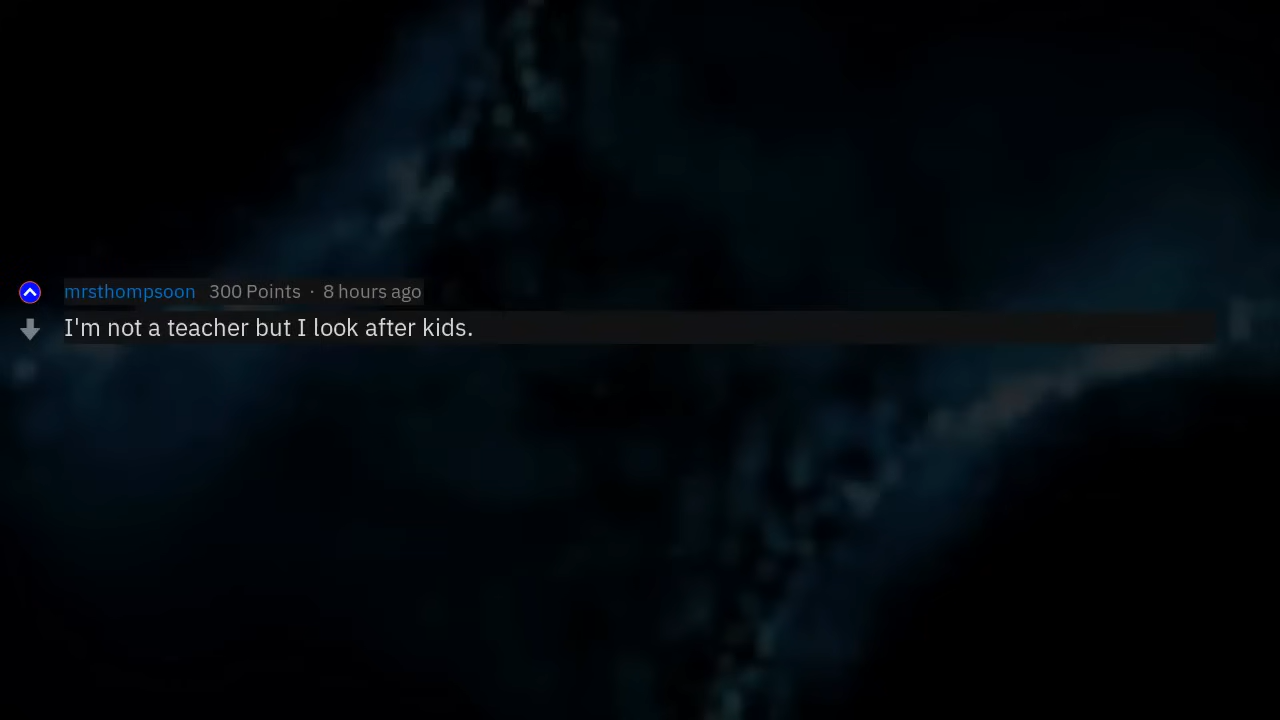 mrsthompsoon 300 Points · 8 hours ago
I'm not a teacher but I look after kids.